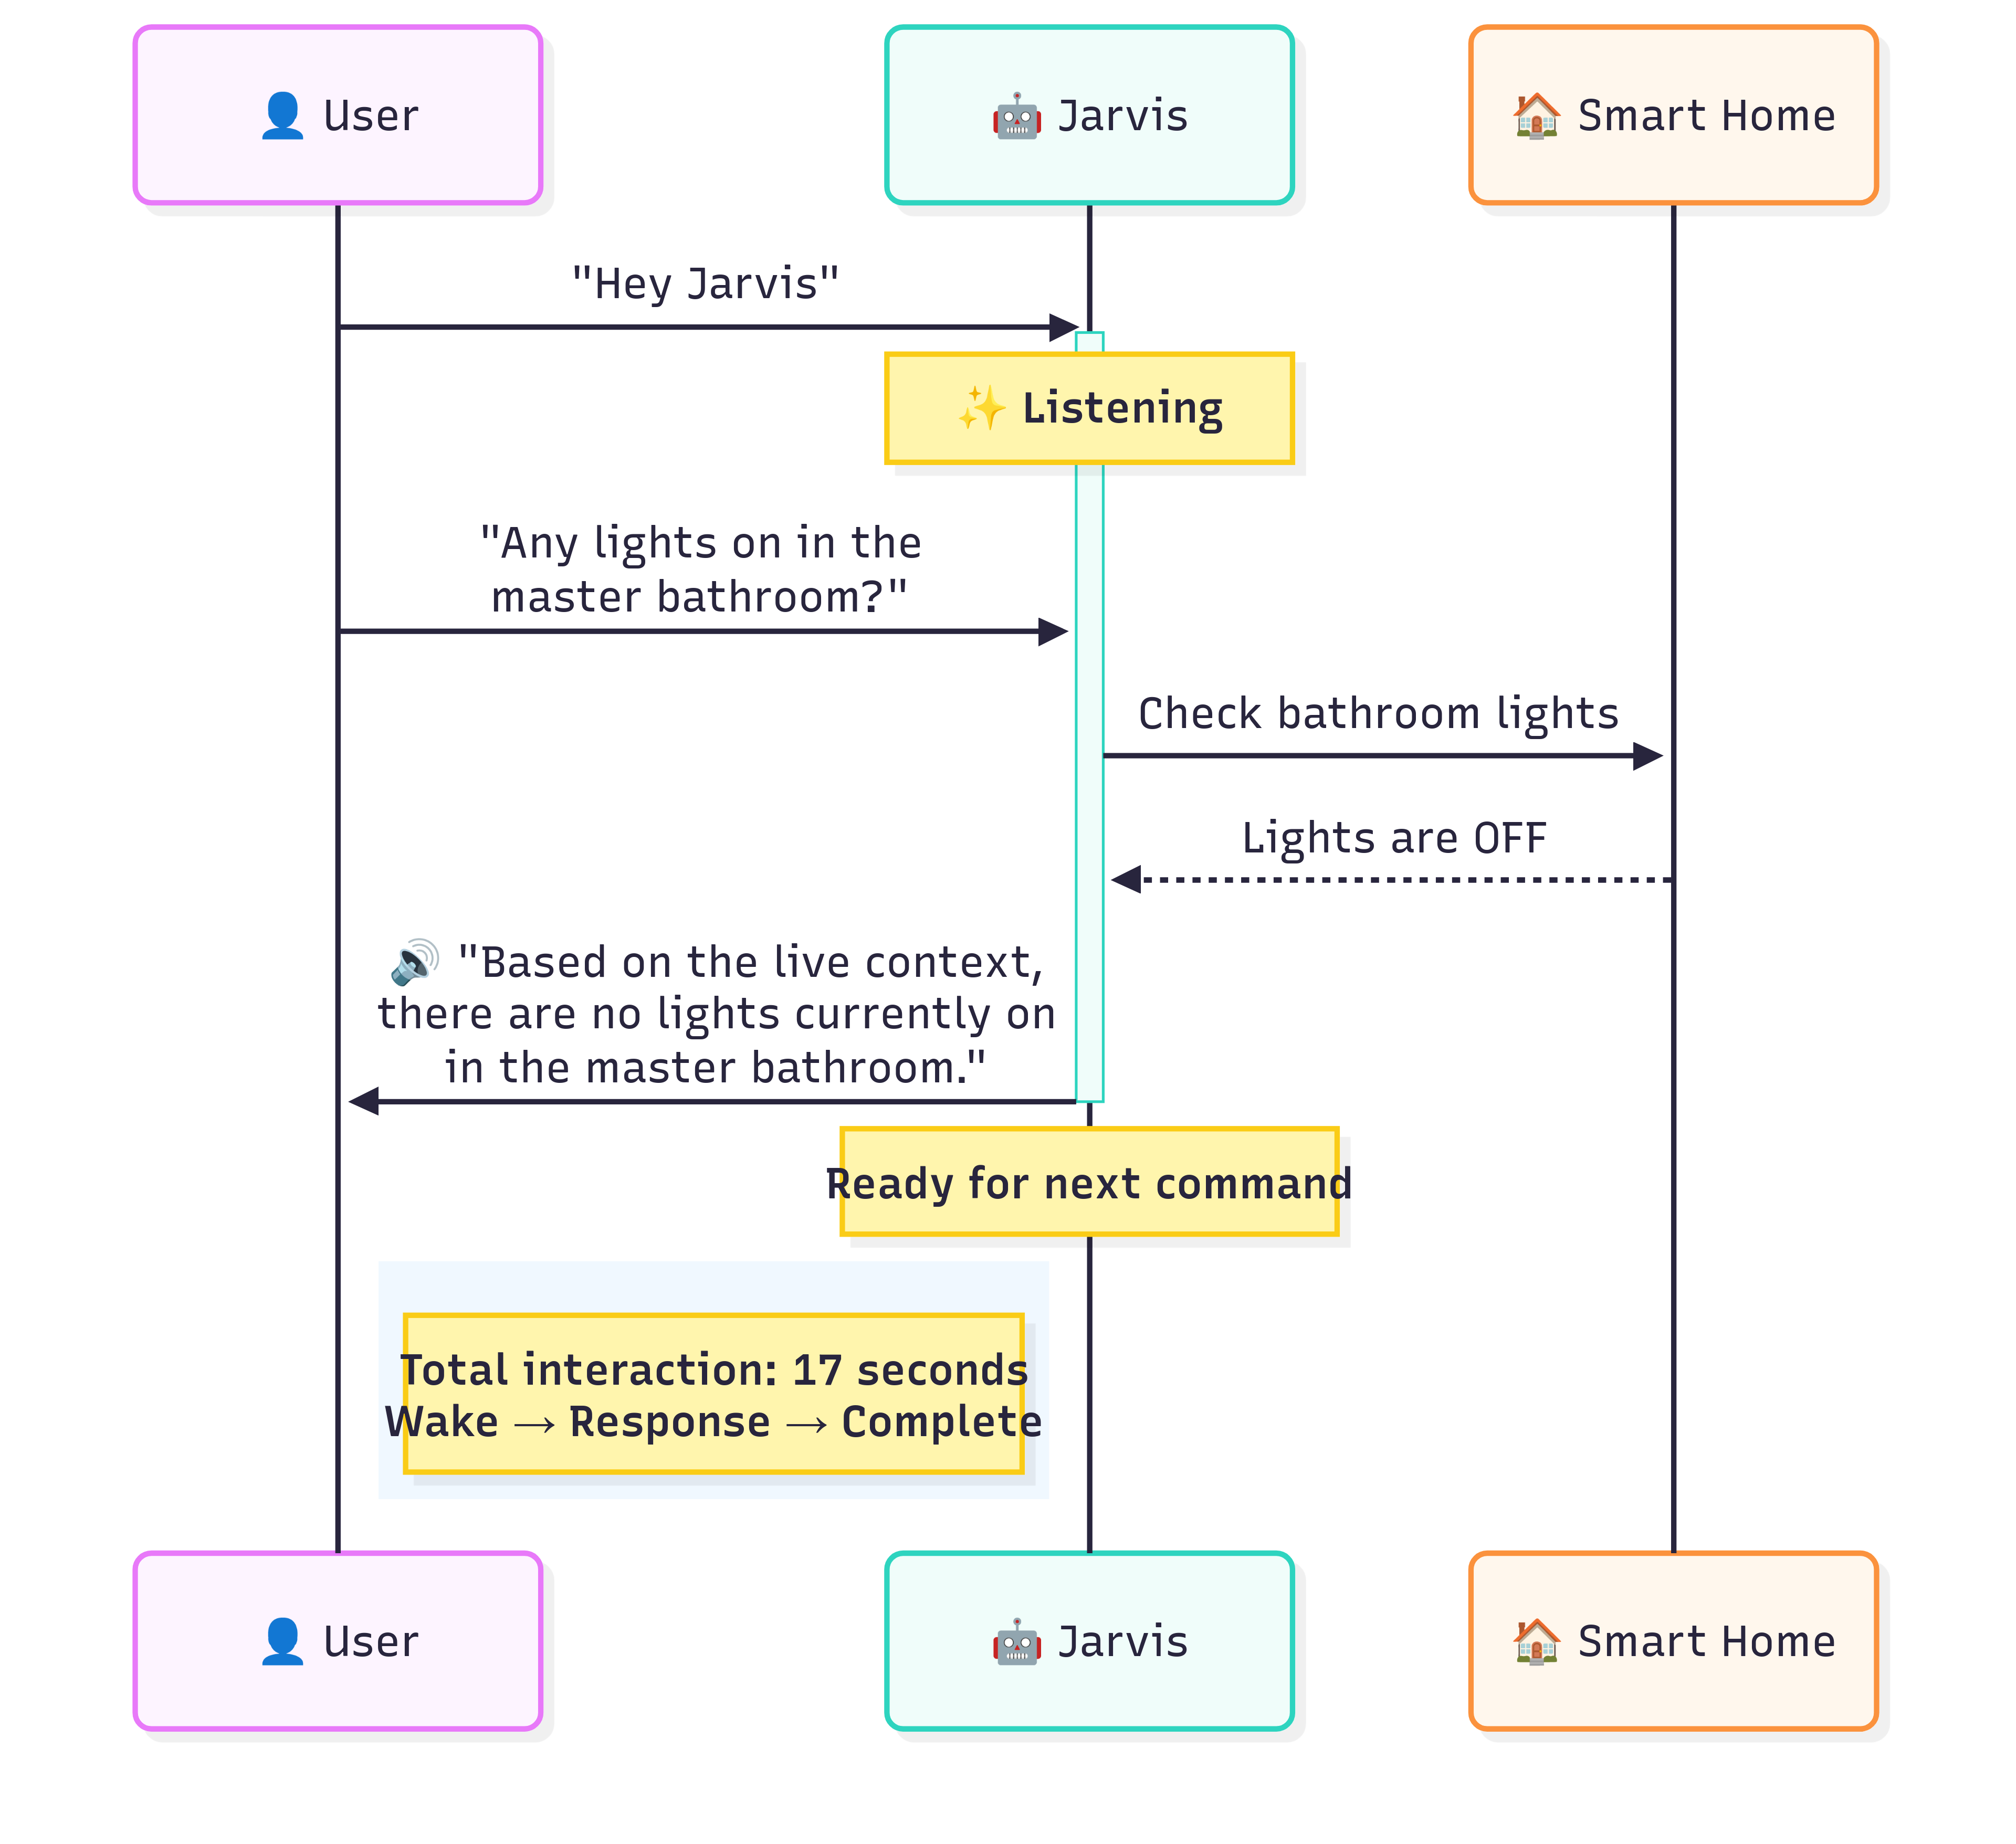 👤 User
🤖 Jarvis
🏠 Smart Home
"Hey Jarvis"
✨ Listening
"Any lights on in the
master bathroom?"
Check bathroom lights
Lights are OFF
🔊 "Based on the live context,
there are no lights currently on
in the master bathroom."
Ready for next command
Total interaction: 17 seconds
Wake → Response → Complete
👤 User
🤖 Jarvis
🏠 Smart Home